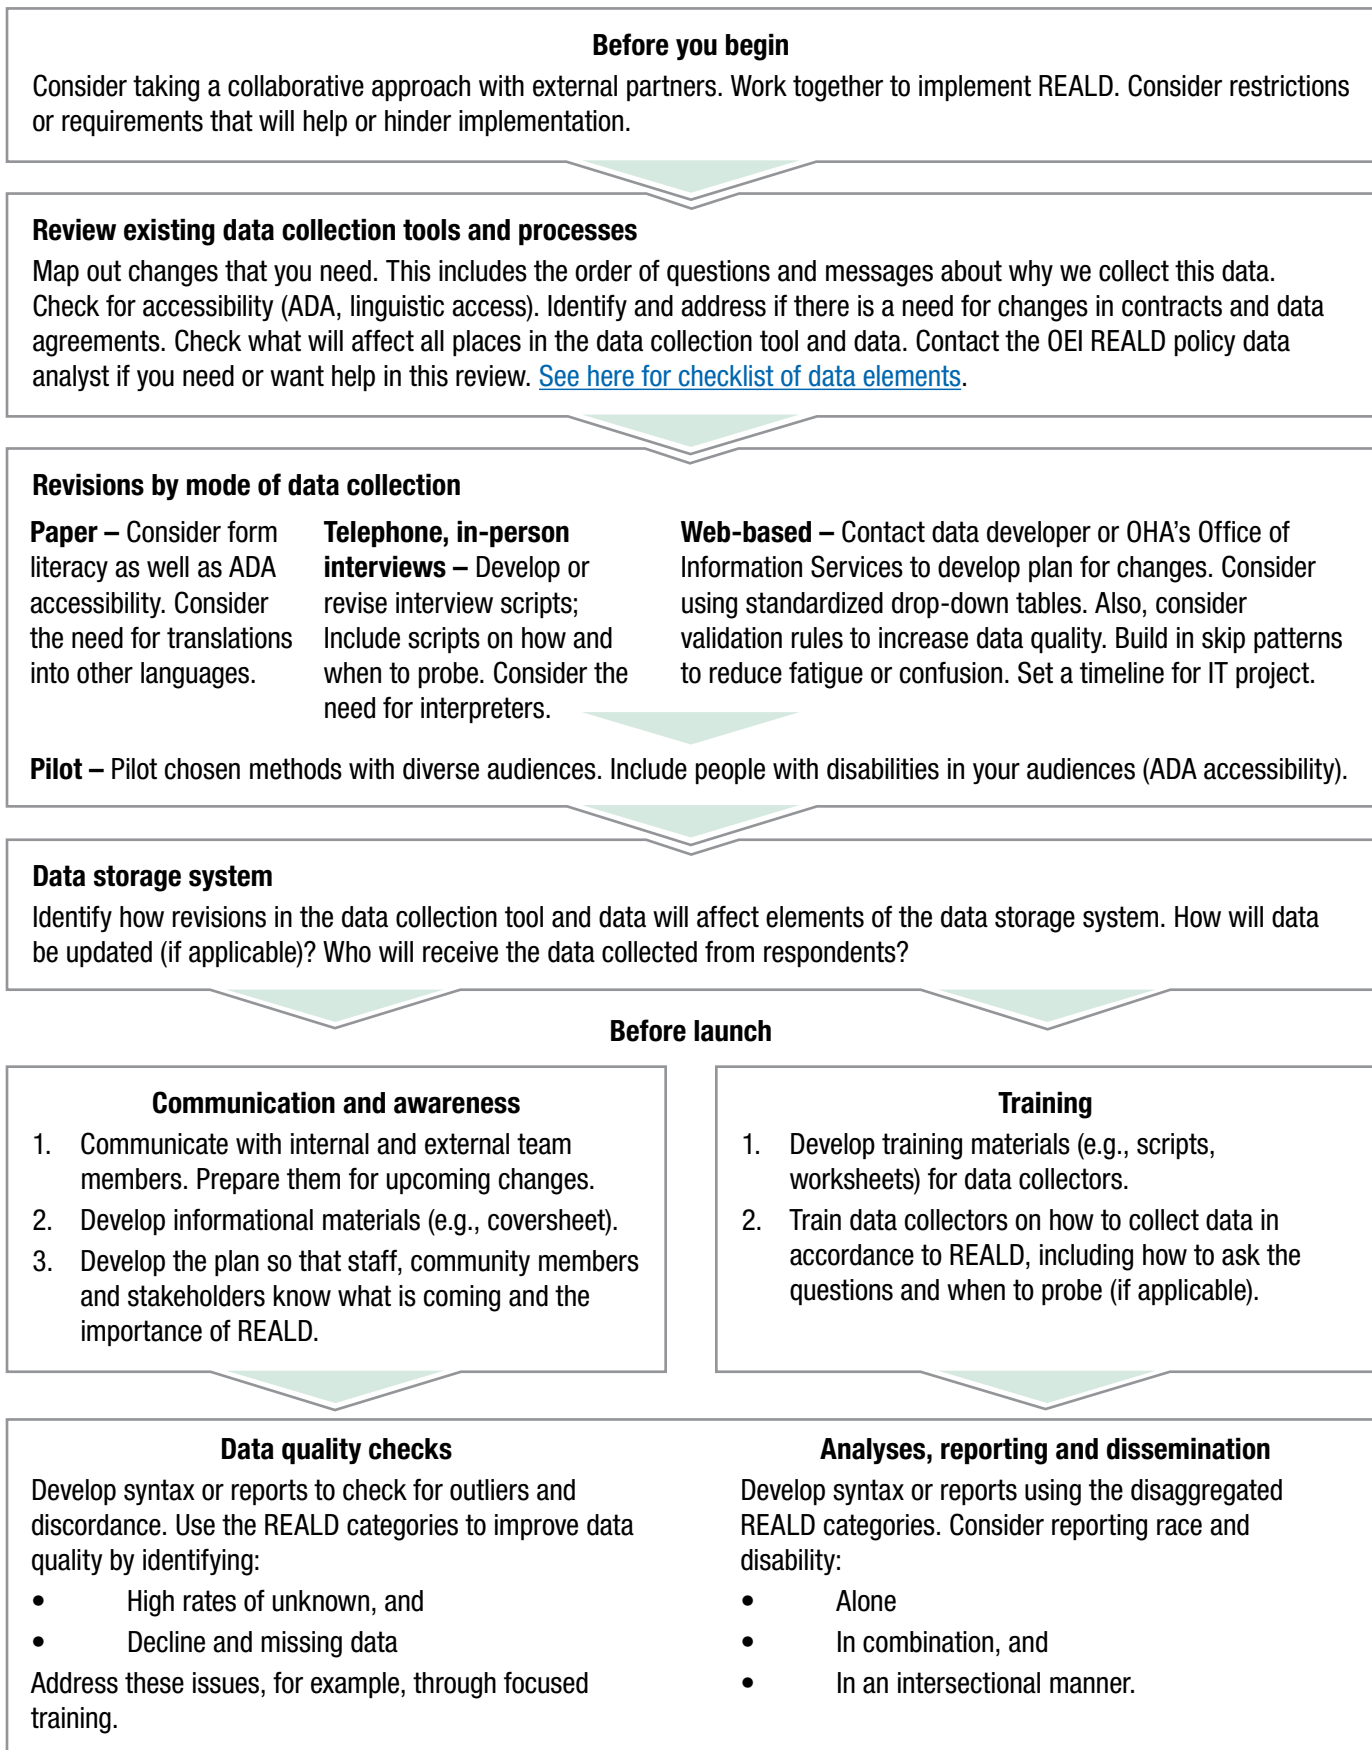 Before you begin
Consider taking a collaborative approach with external partners. Work together to implement REALD. Consider restrictions
or requirements that will help or hinder implementation.
Review existing data collection tools and processes
Map out changes that you need. This includes the order of questions and messages about why we collect this data.
Check for accessibility (ADA, linguistic access). Identify and address if there is a need for changes in contracts and data
agreements. Check what will affect all places in the data collection tool and data. Contact the OEI REALD policy data
analyst if you need or want help in this review. See here for checklist of data elements.
Revisions by mode of data collection
Paper – Consider form
literacy as well as ADA
accessibility. Consider
the need for translations
into other languages.
Telephone, in-person
interviews – Develop or
revise interview scripts;
Include scripts on how and
when to probe. Consider the
need for interpreters.
Web-based – Contact data developer or OHA's Office of
Information Services to develop plan for changes. Consider
using standardized drop-down tables. Also, consider
validation rules to increase data quality. Build in skip patterns
to reduce fatigue or confusion. Set a timeline for IT project.
Pilot – Pilot chosen methods with diverse audiences. Include people with disabilities in your audiences (ADA accessibility).
Data storage system
Identify how revisions in the data collection tool and data will affect elements of the data storage system. How will data
be updated (if applicable)? Who will receive the data collected from respondents?
Before launch
Communication and awareness
1. Communicate with internal and external team
members. Prepare them for upcoming changes.
2. Develop informational materials (e.g., coversheet).
3. Develop the plan so that staff, community members
and stakeholders know what is coming and the
importance of REALD.
Training
1. Develop training materials (e.g., scripts,
worksheets) for data collectors.
2. Train data collectors on how to collect data in
accordance to REALD, including how to ask the
questions and when to probe (if applicable).
Data quality checks
Develop syntax or reports to check for outliers and
discordance. Use the REALD categories to improve data
quality by identifying:
• High rates of unknown, and
• Decline and missing data
Address these issues, for example, through focused
training.
Analyses, reporting and dissemination
Develop syntax or reports using the disaggregated
REALD categories. Consider reporting race and
disability:
• Alone
• In combination, and
• In an intersectional manner.